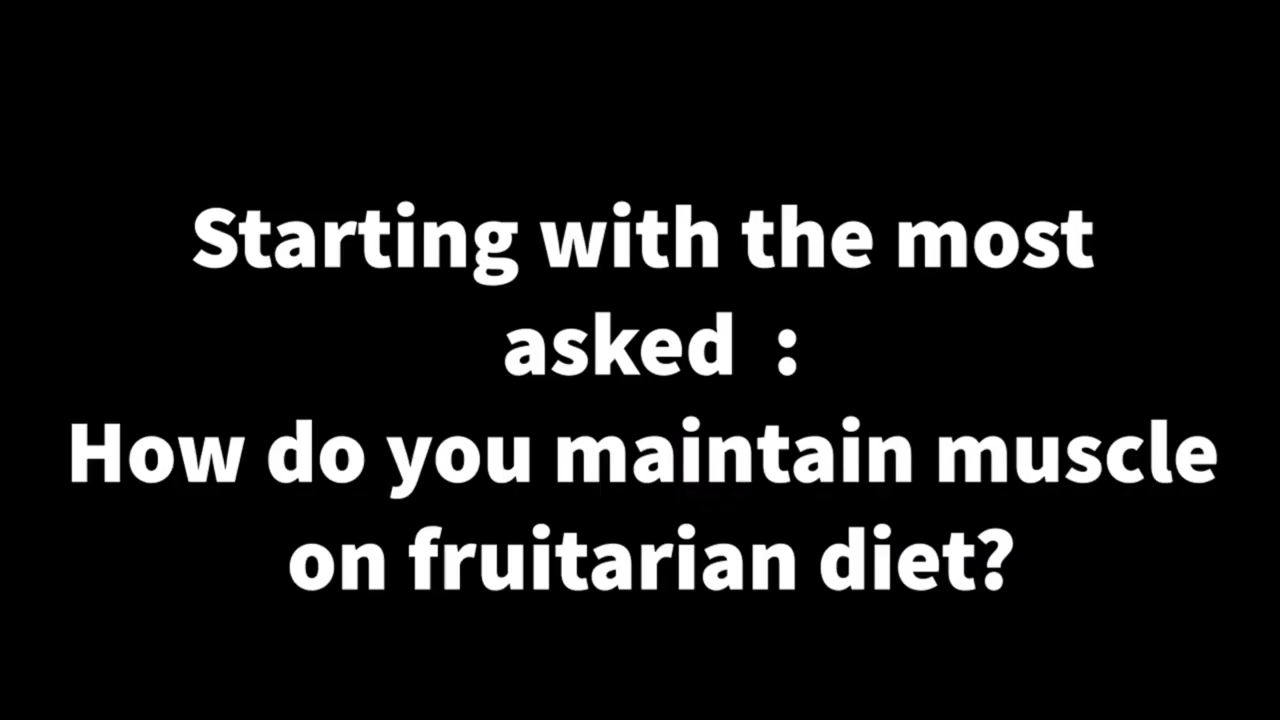 Starting with the most
asked :
How do you maintain muscle
on fruitarian diet?